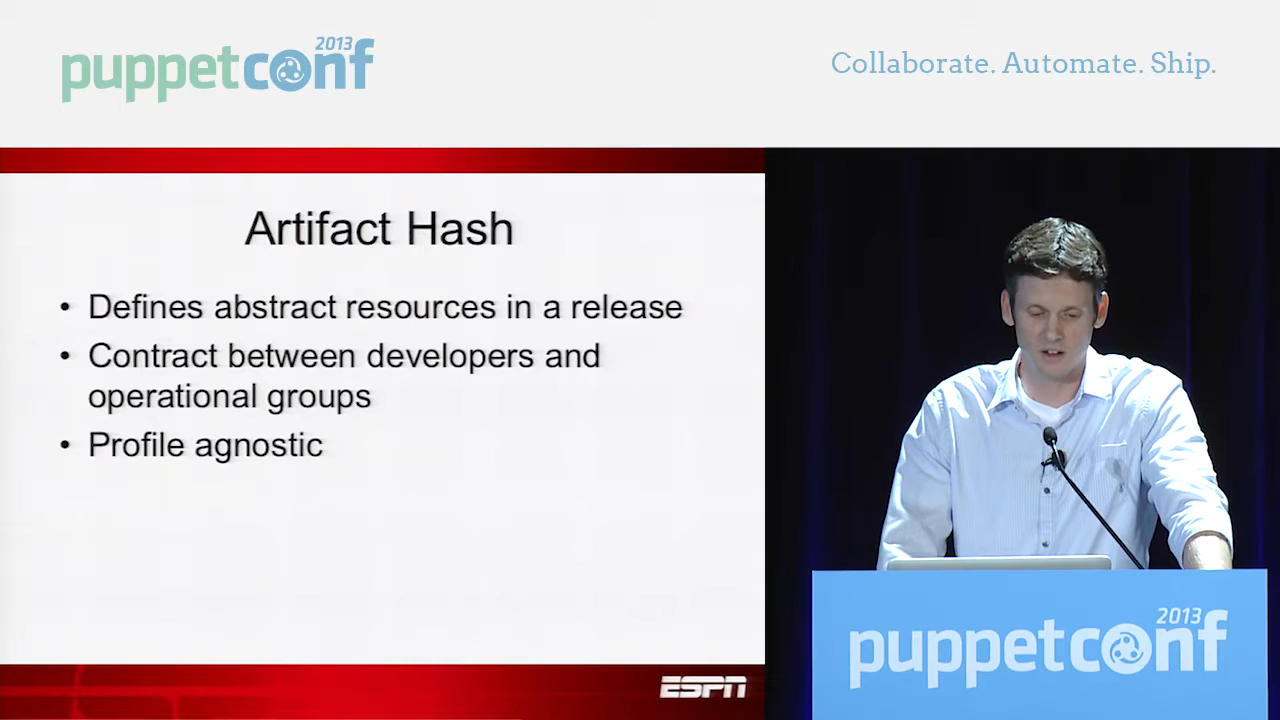 puppetconf 2013
Collaborate. Automate. Ship.
Artifact Hash
• Defines abstract resources in a release
• Contract between developers and
operational groups
• Profile agnostic
ESPN
puppetconf 2013